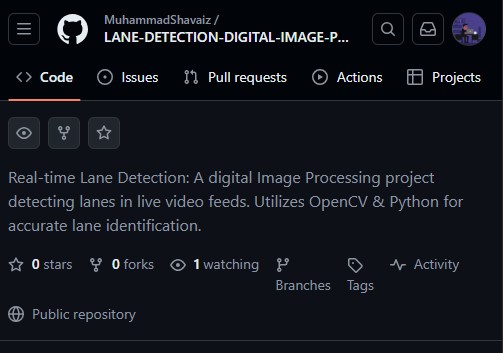 MuhammadShavaiz /
LANE-DETECTION-DIGITAL-IMAGE-P...
Code Issues Pull requests Actions Projects
Real-time Lane Detection: A digital Image Processing project
detecting lanes in live video feeds. Utilizes OpenCV & Python for
accurate lane identification.
0 stars 0 forks 1 watching Branches Tags Activity
Public repository